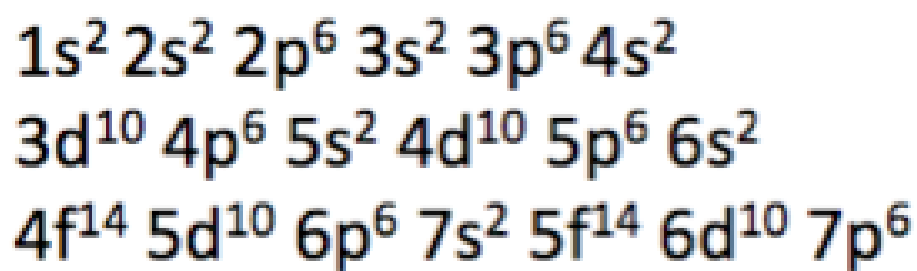 1s² 2s² 2p⁶ 3s² 3p⁶ 4s²
3d¹⁰ 4p⁶ 5s² 4d¹⁰ 5p⁶ 6s²
4f¹⁴ 5d¹⁰ 6p⁶ 7s² 5f¹⁴ 6d¹⁰ 7p⁶